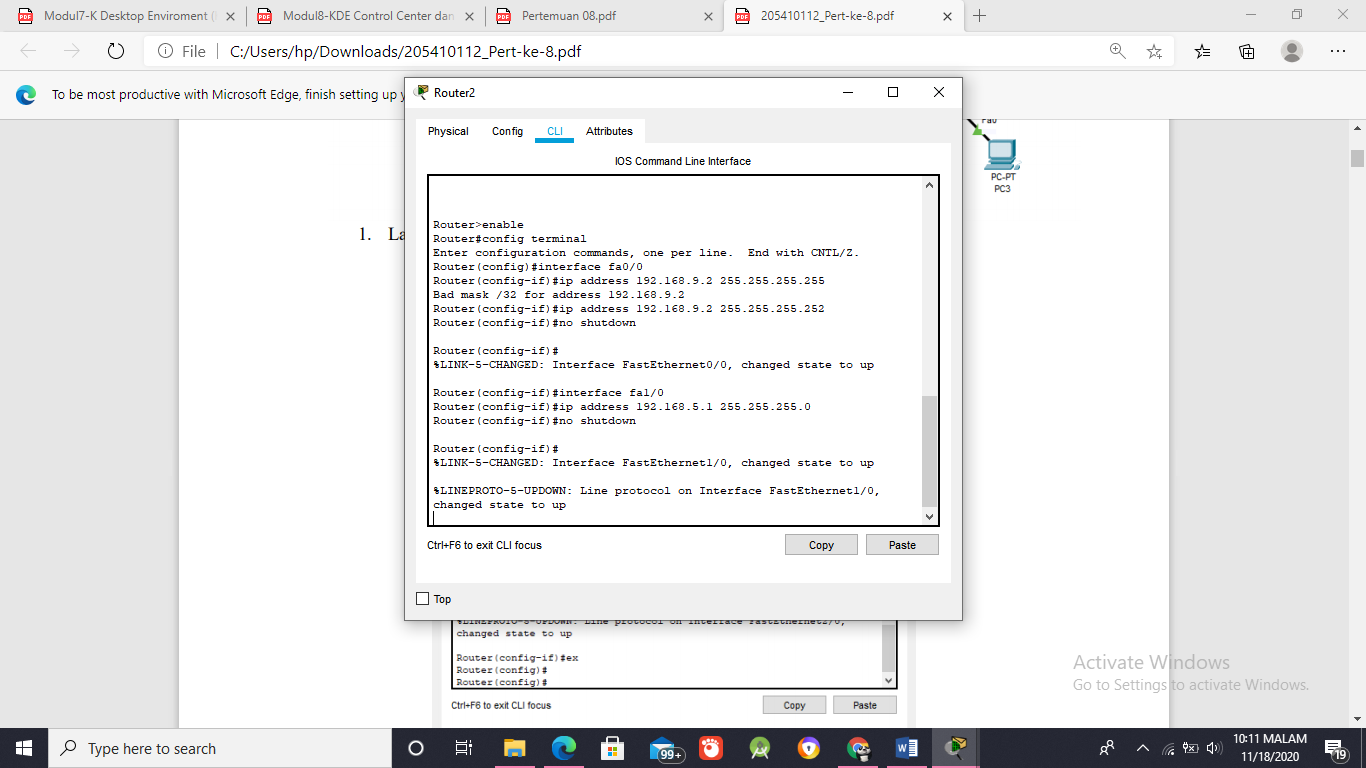 Modul7-K Desktop Enviroment (
Modul8-KDE Control Center dan
Pertemuan 08.pdf
205410112_Pert-ke-8.pdf
File
C:/Users/hp/Downloads/205410112_Pert-ke-8.pdf
To be most productive with Microsoft Edge, finish setting up y
Router2
Physical Config CLI Attributes
IOS Command Line Interface
Router>enable
Router#config terminal
Enter configuration commands, one per line. End with CNTL/Z.
Router(config)#interface fa0/0
Router(config-if)#ip address 192.168.9.2 255.255.255.255
Bad mask /32 for address 192.168.9.2
Router(config-if)#ip address 192.168.9.2 255.255.255.252
Router(config-if)#no shutdown
Router(config-if)#
%LINK-5-CHANGED: Interface FastEthernet0/0, changed state to up
Router(config-if)#interface fa1/0
Router(config-if)#ip address 192.168.5.1 255.255.255.0
Router(config-if)#no shutdown
Router(config-if)#
%LINK-5-CHANGED: Interface FastEthernet1/0, changed state to up
%LINEPROTO-5-UPDOWN: Line protocol on Interface FastEthernet1/0,
changed state to up
Ctrl+F6 to exit CLI focus
Copy
Paste
Top
Fa0
PC-PT
PC3
1. La
%LINEPROTO-5-UPDOWN: Line protocol on Interface FastEthernet2/0,
changed state to up
Router(config-if)#ex
Router(config)#
Router(config)#
Ctrl+F6 to exit CLI focus
Copy
Paste
Activate Windows
Go to Settings to activate Windows.
Type here to search
99+
10:11 MALAM
11/18/2020
19